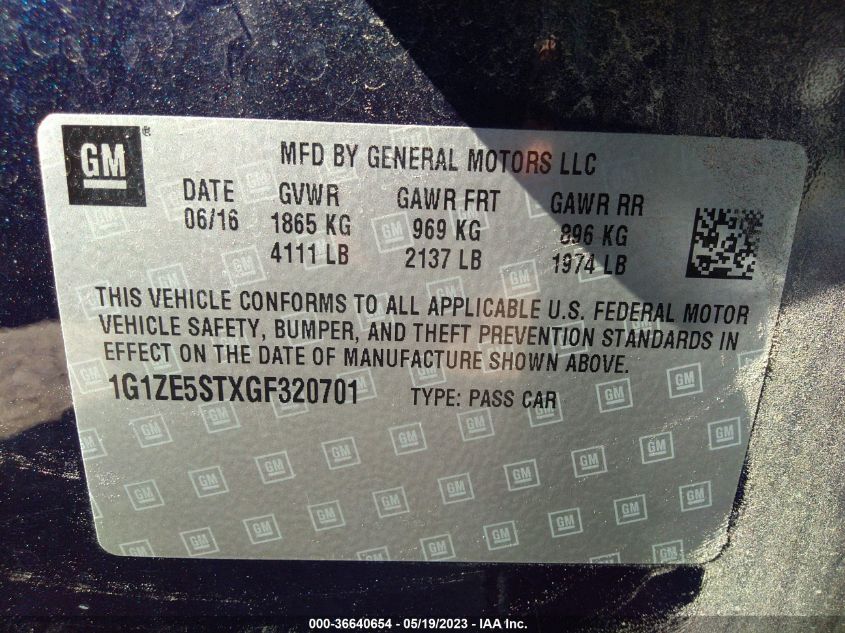 GM ® MFD BY GENERAL MOTORS LLC
DATE GVWR GAWR FRT GAWR RR
06/16 1865 KG 969 KG 896 KG
4111 LB 2137 LB 1974 LB
THIS VEHICLE CONFORMS TO ALL APPLICABLE U.S. FEDERAL MOTOR
VEHICLE SAFETY, BUMPER, AND THEFT PREVENTION STANDARDS IN
EFFECT ON THE DATE OF MANUFACTURE SHOWN ABOVE.
1G1ZE5STXGF320701 TYPE: PASS CAR
000-36640654 - 05/19/2023 - IAA Inc.